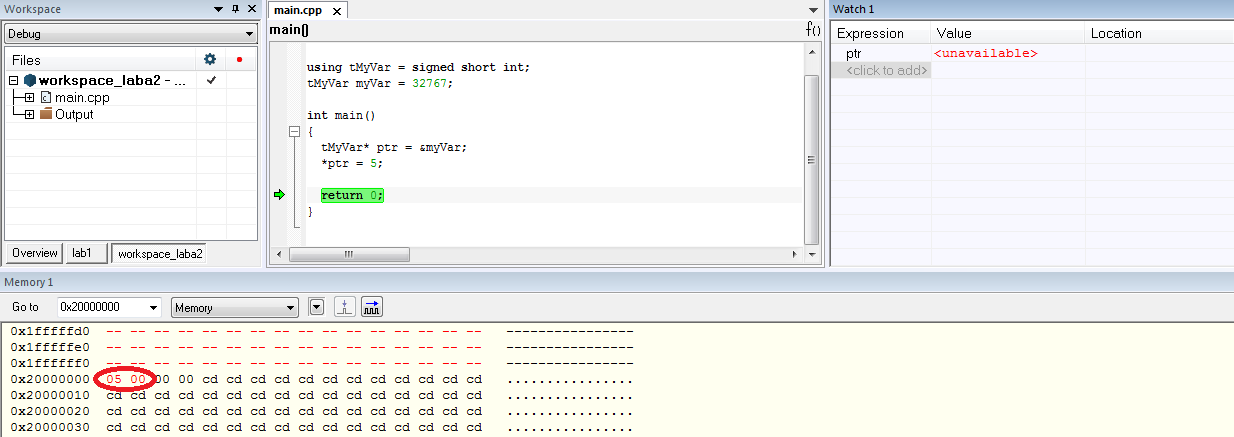 Workspace
Debug
Files
workspace_laba2 - ...
main.cpp
Output
Overview lab1 workspace_laba2
main.cpp
main() f()
using tMyVar = signed short int;
tMyVar myVar = 32767;
int main()
{
tMyVar* ptr = &myVar;
*ptr = 5;
return 0;
}
Watch 1
Expression Value Location
ptr <unavailable>
<click to add>
Memory 1
Go to 0x20000000 Memory
0x1fffffd0 -- -- -- -- -- -- -- -- -- -- -- -- -- -- -- -- ----------------
0x1fffffe0 -- -- -- -- -- -- -- -- -- -- -- -- -- -- -- -- ----------------
0x1ffffff0 -- -- -- -- -- -- -- -- -- -- -- -- -- -- -- -- ----------------
0x20000000 05 00 00 00 cd cd cd cd cd cd cd cd cd cd cd cd ................
0x20000010 cd cd cd cd cd cd cd cd cd cd cd cd cd cd cd cd ................
0x20000020 cd cd cd cd cd cd cd cd cd cd cd cd cd cd cd cd ................
0x20000030 cd cd cd cd cd cd cd cd cd cd cd cd cd cd cd cd ................